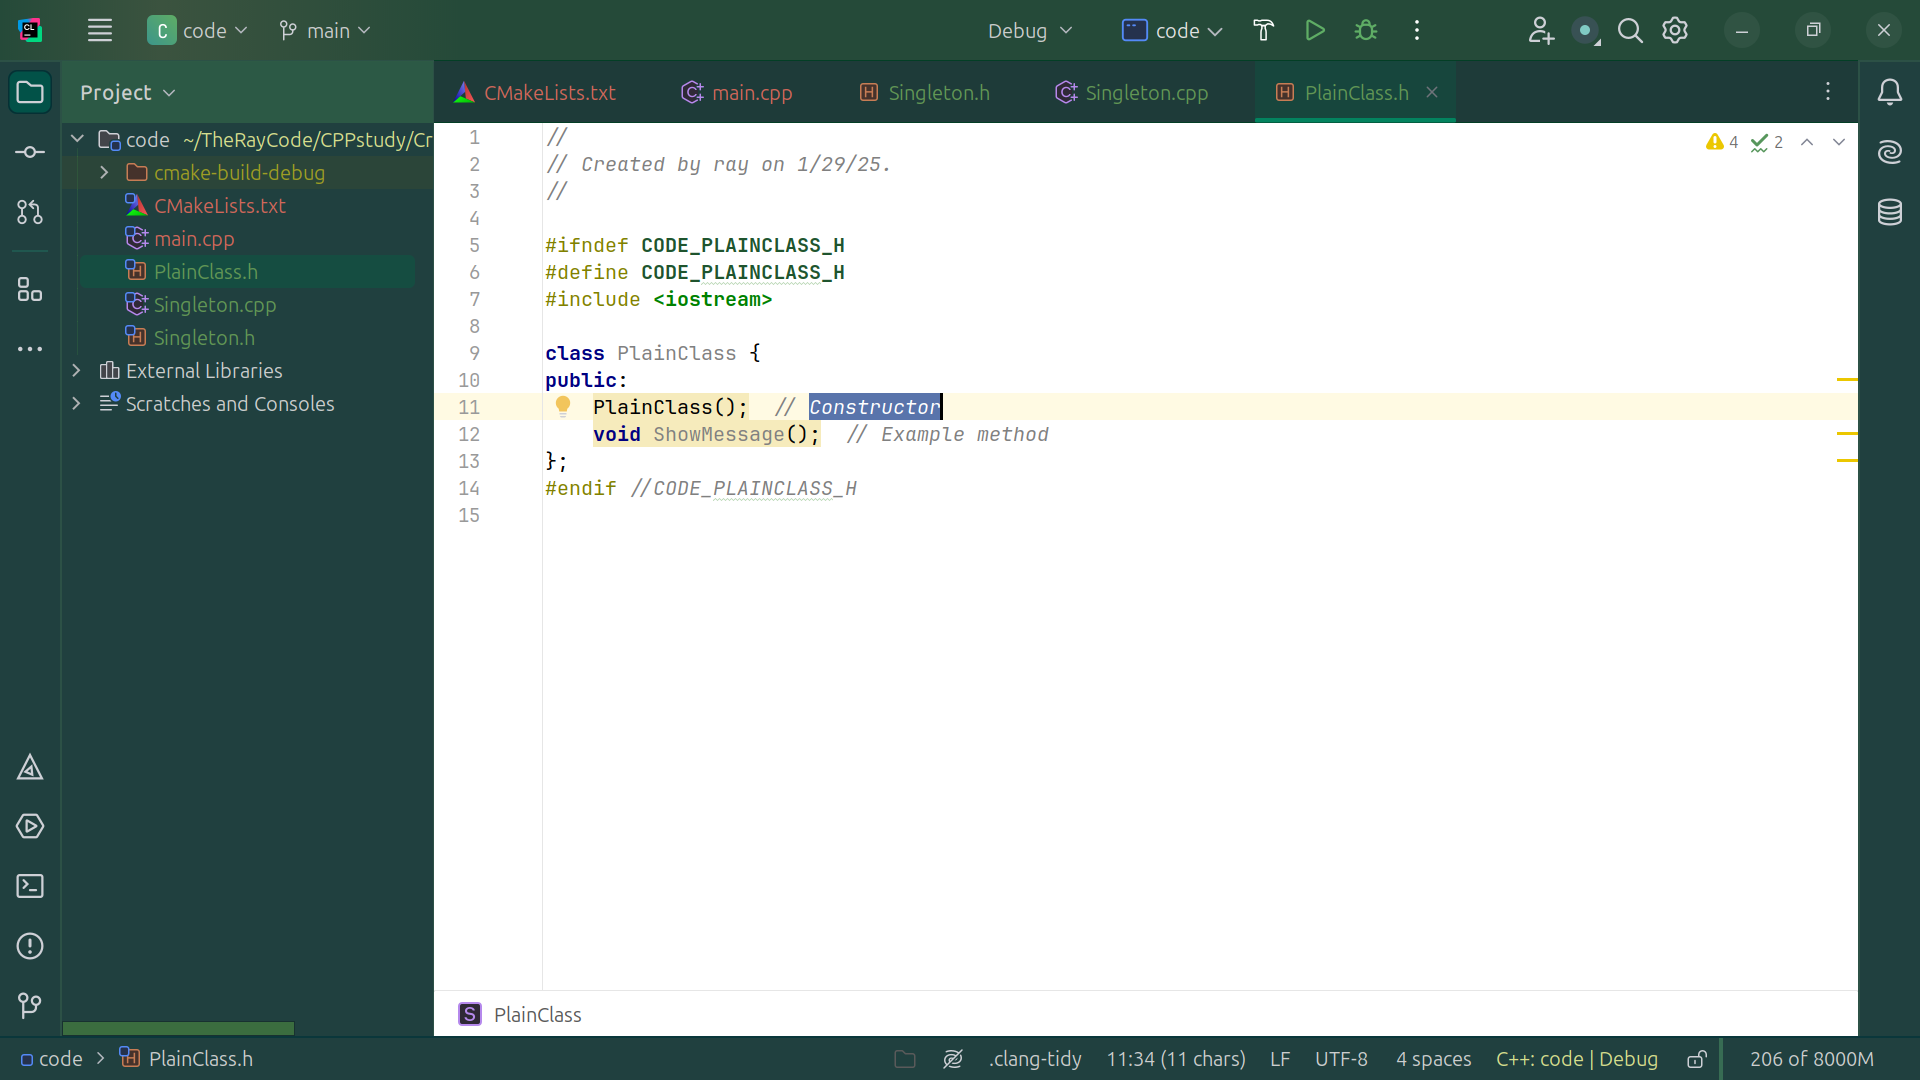 CL
C code main Debug code
Project
CMakeLists.txt main.cpp Singleton.h Singleton.cpp PlainClass.h
code ~/TheRayCode/CPPstudy/Cr
cmake-build-debug
CMakeLists.txt
main.cpp
PlainClass.h
Singleton.cpp
Singleton.h
External Libraries
Scratches and Consoles
4 2
1 //
2 // Created by ray on 1/29/25.
3 //
4
5 #ifndef CODE_PLAINCLASS_H
6 #define CODE_PLAINCLASS_H
7 #include <iostream>
8
9 class PlainClass {
10 public:
11 PlainClass(); // Constructor
12 void ShowMessage(); // Example method
13 };
14 #endif //CODE_PLAINCLASS_H
15
S PlainClass
code > PlainClass.h .clang-tidy 11:34 (11 chars) LF UTF-8 4 spaces C++: code | Debug 206 of 8000M